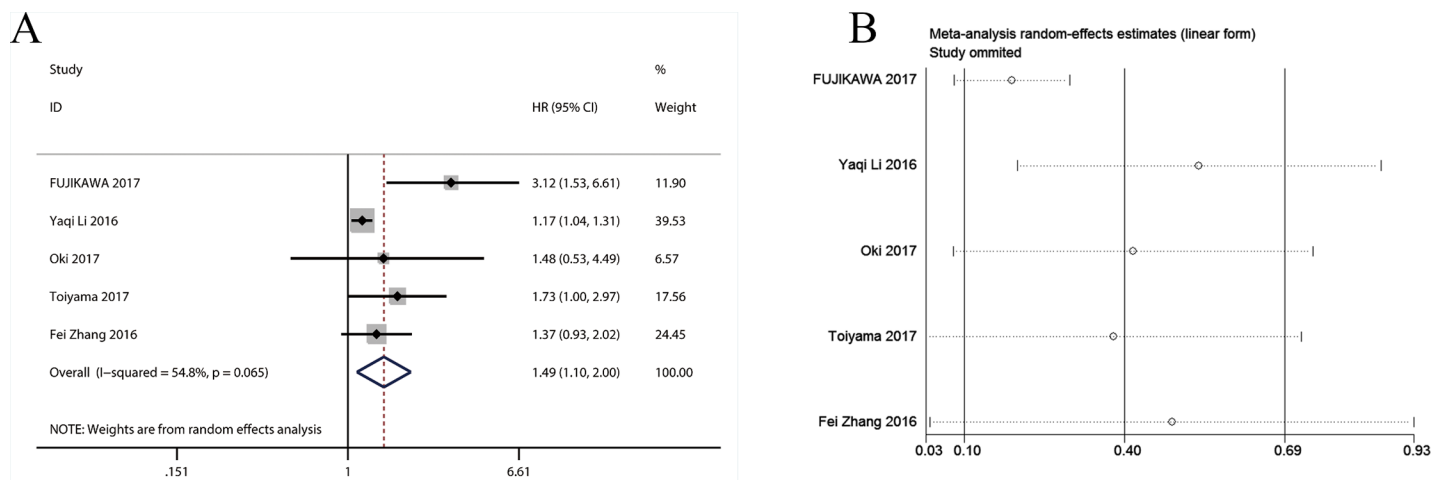 A
Study %
ID HR (95% CI) Weight
FUJIKAWA 2017 3.12 (1.53, 6.61) 11.90
Yaqi Li 2016 1.17 (1.04, 1.31) 39.53
Oki 2017 1.48 (0.53, 4.49) 6.57
Toiyama 2017 1.73 (1.00, 2.97) 17.56
Fei Zhang 2016 1.37 (0.93, 2.02) 24.45
Overall (I-squared = 54.8%, p = 0.065) 1.49 (1.10, 2.00) 100.00
NOTE: Weights are from random effects analysis
.151 1 6.61
B
Meta-analysis random-effects estimates (linear form)
Study ommited
FUJIKAWA 2017
Yaqi Li 2016
Oki 2017
Toiyama 2017
Fei Zhang 2016
0.03 0.10 0.40 0.69 0.93